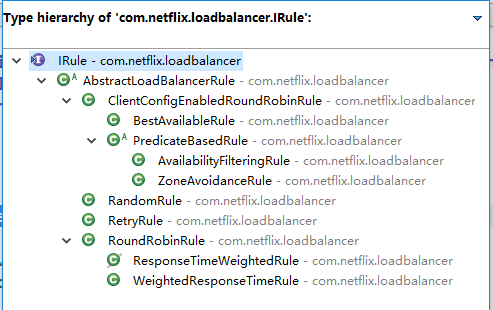 Type hierarchy of 'com.netflix.loadbalancer.IRule':
IRule - com.netflix.loadbalancer
AbstractLoadBalancerRule - com.netflix.loadbalancer
ClientConfigEnabledRoundRobinRule - com.netflix.loadbalancer
BestAvailableRule - com.netflix.loadbalancer
PredicateBasedRule - com.netflix.loadbalancer
AvailabilityFilteringRule - com.netflix.loadbalancer
ZoneAvoidanceRule - com.netflix.loadbalancer
RandomRule - com.netflix.loadbalancer
RetryRule - com.netflix.loadbalancer
RoundRobinRule - com.netflix.loadbalancer
ResponseTimeWeightedRule - com.netflix.loadbalancer
WeightedResponseTimeRule - com.netflix.loadbalancer